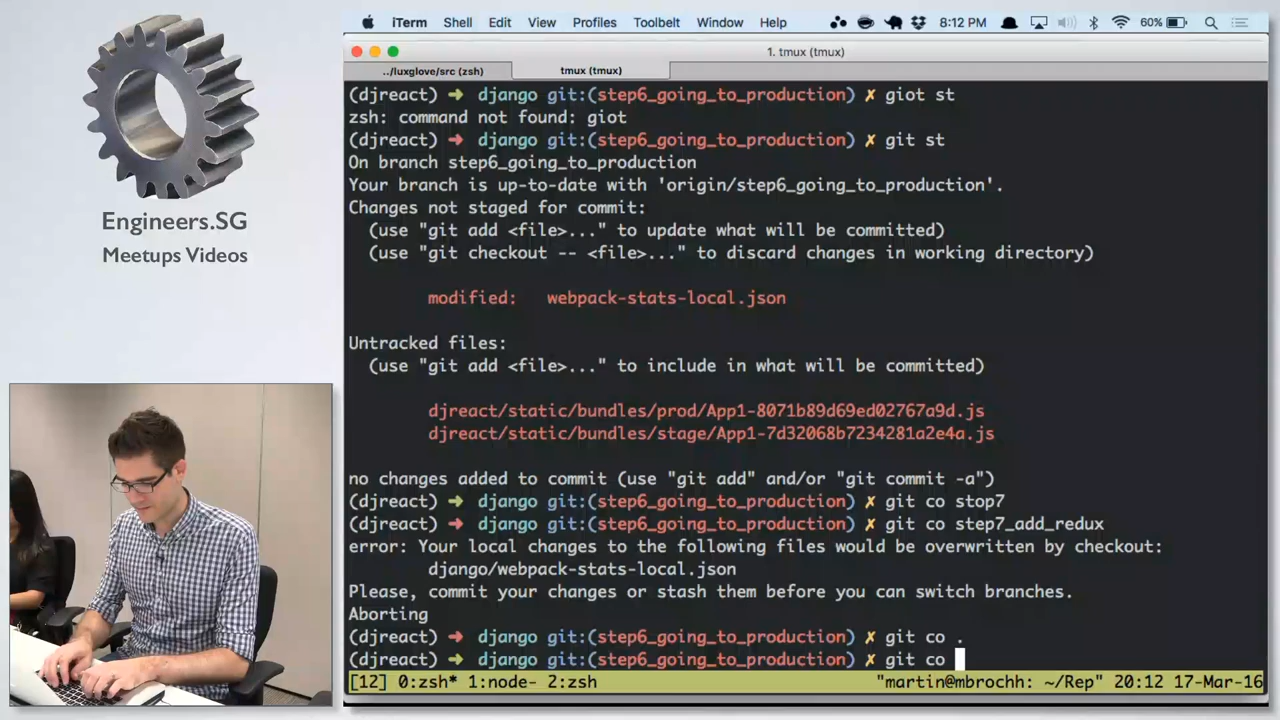 iTerm Shell Edit View Profiles Toolbelt Window Help 8:12 PM 60%
1. tmux (tmux)
../luxglove/src (zsh) tmux (tmux)
(djreact) ➜ django git:(step6_going_to_production) ✗ giot st
zsh: command not found: giot
(djreact) ➜ django git:(step6_going_to_production) ✗ git st
On branch step6_going_to_production
Your branch is up-to-date with 'origin/step6_going_to_production'.
Changes not staged for commit:
(use "git add <file>..." to update what will be committed)
(use "git checkout -- <file>..." to discard changes in working directory)
modified: webpack-stats-local.json
Untracked files:
(use "git add <file>..." to include in what will be committed)
djreact/static/bundles/prod/App1-8071b89d69ed02767a9d.js
djreact/static/bundles/stage/App1-7d32068b7234281a2e4a.js
no changes added to commit (use "git add" and/or "git commit -a")
(djreact) ➜ django git:(step6_going_to_production) ✗ git co stop7
(djreact) ➜ django git:(step6_going_to_production) ✗ git co step7_add_redux
error: Your local changes to the following files would be overwritten by checkout:
django/webpack-stats-local.json
Please, commit your changes or stash them before you can switch branches.
Aborting
(djreact) ➜ django git:(step6_going_to_production) ✗ git co .
(djreact) ➜ django git:(step6_going_to_production) ✗ git co
[12] 0:zsh* 1:node- 2:zsh "martin@mbrochh: ~/Rep" 20:12 17-Mar-16
Engineers.SG
Meetups Videos